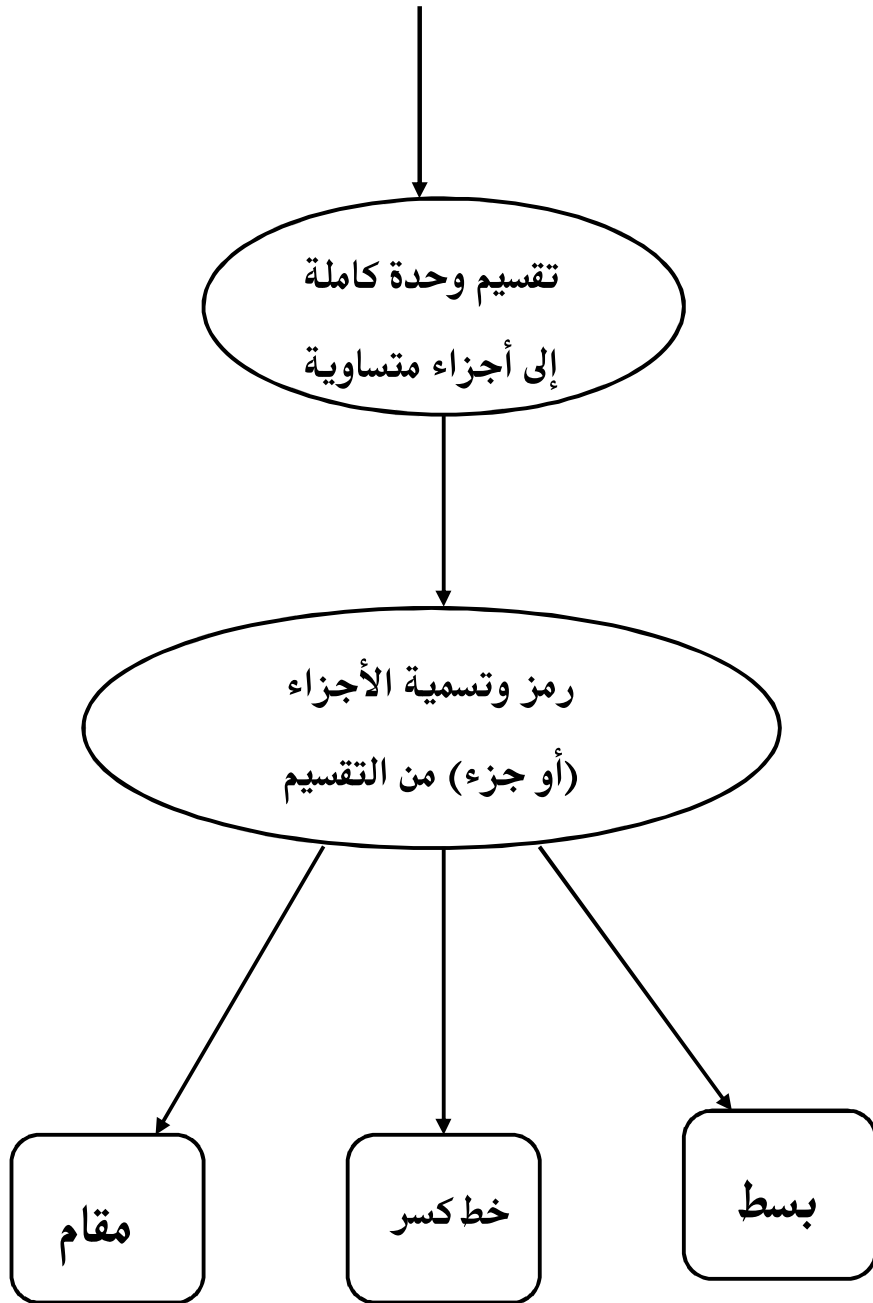 تقسيم وحدة كاملة
إلى أجزاء متساوية
رمز وتسمية الأجزاء
(أو جزء) من التقسيم
بسط
خط كسر
مقام